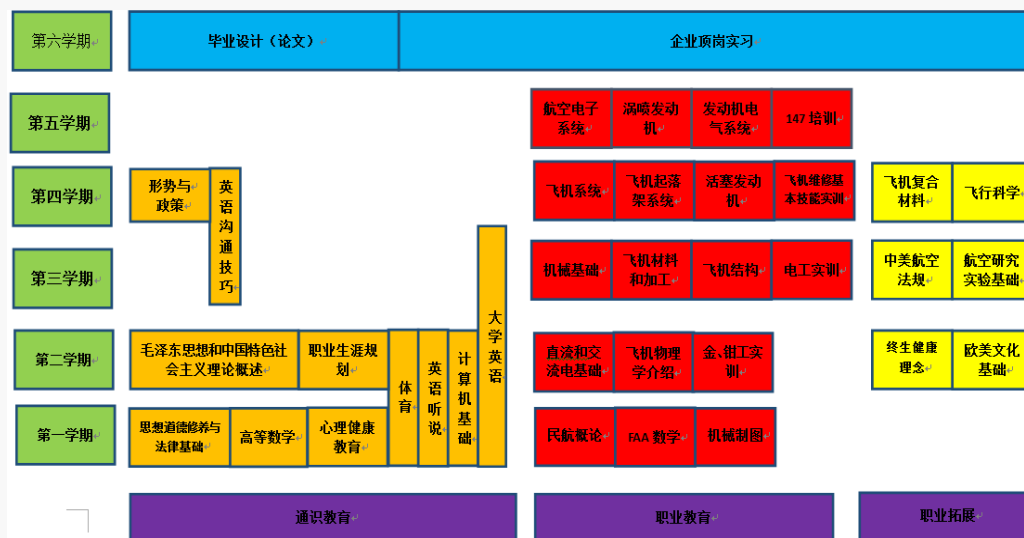 第六学期
毕业设计（论文）
企业顶岗实习
第五学期
航空电子
系统
涡喷发动
机
发动机电
气系统
147 培训
第四学期
形势与
政策
英
语
沟
通
技
巧
飞机系统
飞机起落
架系统
活塞发动
机
飞机维修基
本技能实训
飞机复合
材料
飞行科学
第三学期
机械基础
飞机材料
和加工
飞机结构
电工实训
中美航空
法规
航空研究
实验基础
大
学
英
语
第二学期
毛泽东思想和中国特色社
会主义理论概述
职业生涯规
划
体
育
英
语
听
说
计
算
机
基
础
直流和交
流电基础
飞机物理
学介绍
金、钳工实
训
终生健康
理念
欧美文化
基础
第一学期
思想道德修养与
法律基础
高等数学
心理健康
教育
民航概论
FAA 数学
机械制图
通识教育
职业教育
职业拓展